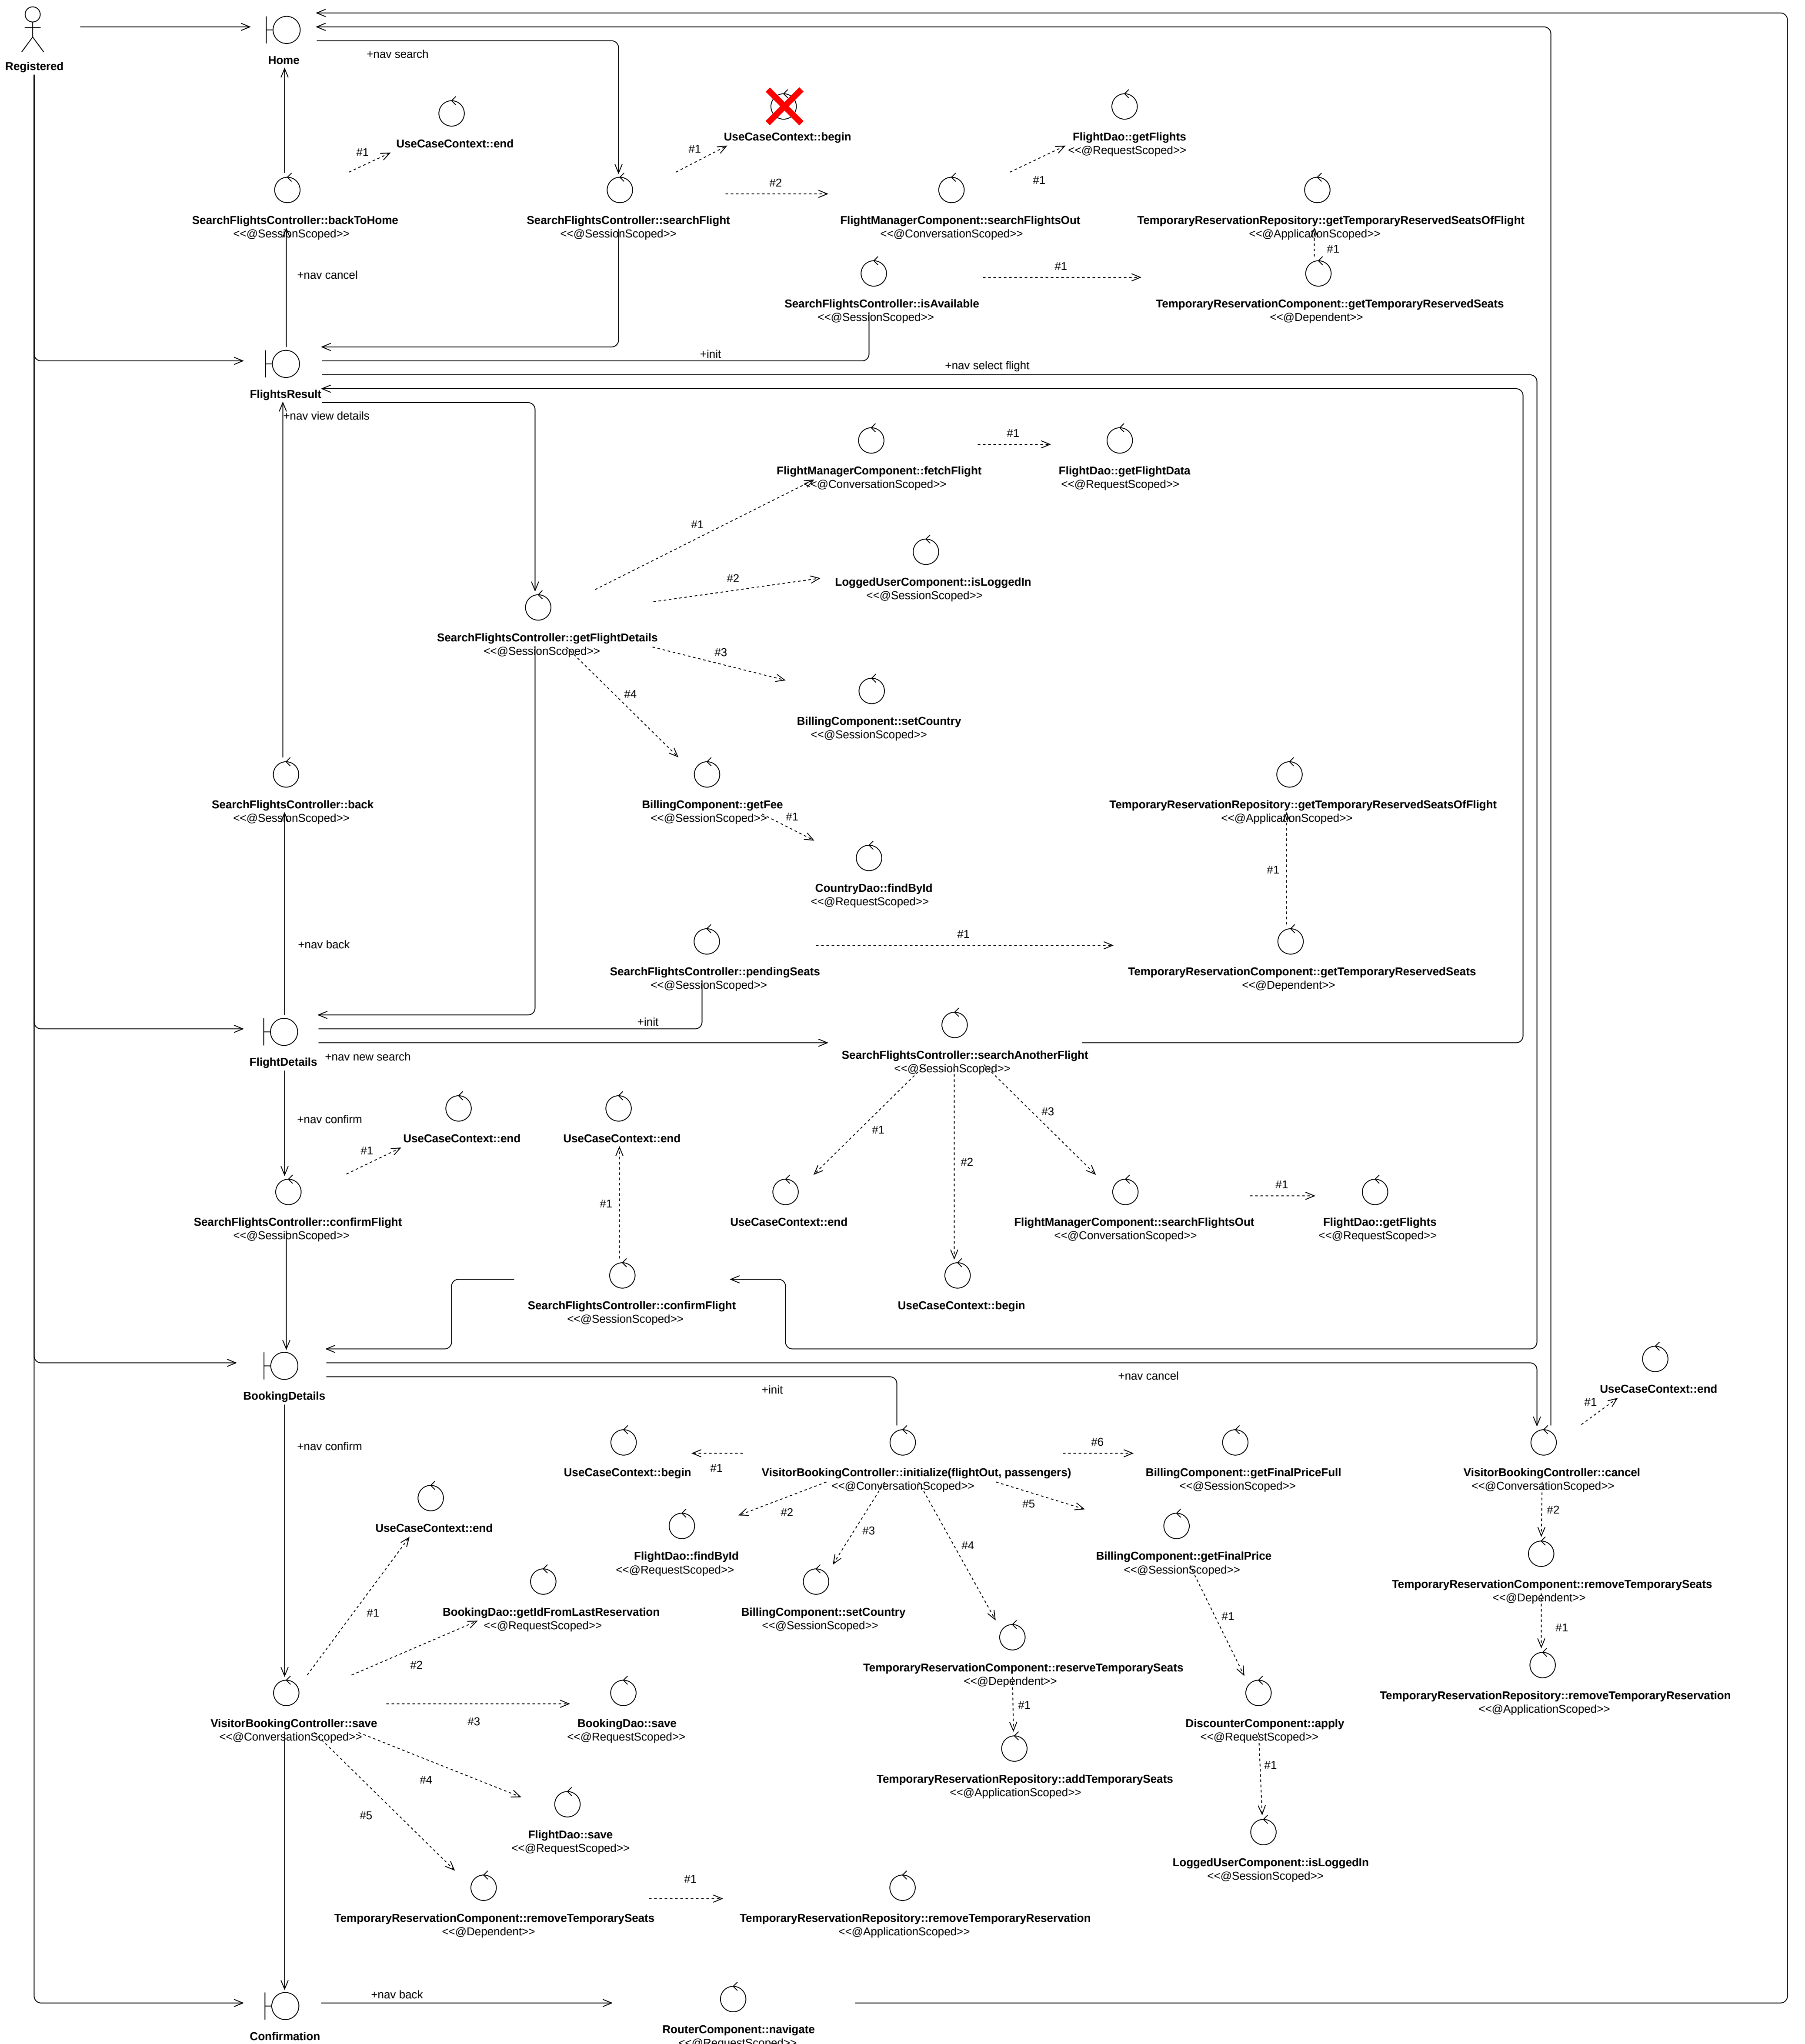 Registered
Home
+nav search
UseCaseContext::end
#1
UseCaseContext::begin
#1
FlightDao::getFlights
<<@RequestScoped>>
#1
#2
SearchFlightsController::backToHome
<<@SessionScoped>>
SearchFlightsController::searchFlight
<<@SessionScoped>>
FlightManagerComponent::searchFlightsOut
<<@ConversationScoped>>
TemporaryReservationRepository::getTemporaryReservedSeatsOfFlight
<<@ApplicationScoped>>
#1
+nav cancel
#1
SearchFlightsController::isAvailable
<<@SessionScoped>>
TemporaryReservationComponent::getTemporaryReservedSeats
<<@Dependent>>
+init
+nav select flight
FlightsResult
+nav view details
#1
FlightManagerComponent::fetchFlight
<<@ConversationScoped>>
FlightDao::getFlightData
<<@RequestScoped>>
#1
#2
LoggedUserComponent::isLoggedIn
<<@SessionScoped>>
SearchFlightsController::getFlightDetails
<<@SessionScoped>>
#3
#4
BillingComponent::setCountry
<<@SessionScoped>>
SearchFlightsController::back
<<@SessionScoped>>
BillingComponent::getFee
<<@SessionScoped>>
#1
TemporaryReservationRepository::getTemporaryReservedSeatsOfFlight
<<@ApplicationScoped>>
#1
CountryDao::findById
<<@RequestScoped>>
+nav back
#1
SearchFlightsController::pendingSeats
<<@SessionScoped>>
TemporaryReservationComponent::getTemporaryReservedSeats
<<@Dependent>>
+init
FlightDetails
+nav new search
SearchFlightsController::searchAnotherFlight
<<@SessionScoped>>
+nav confirm
UseCaseContext::end
#1
UseCaseContext::end
#1
#1
#2
#3
SearchFlightsController::confirmFlight
<<@SessionScoped>>
UseCaseContext::end
FlightManagerComponent::searchFlightsOut
<<@ConversationScoped>>
#1
FlightDao::getFlights
<<@RequestScoped>>
SearchFlightsController::confirmFlight
<<@SessionScoped>>
UseCaseContext::begin
BookingDetails
+init
+nav cancel
UseCaseContext::end
#1
+nav confirm
UseCaseContext::begin
#1
VisitorBookingController::initialize(flightOut, passengers)
<<@ConversationScoped>>
#6
BillingComponent::getFinalPriceFull
<<@SessionScoped>>
VisitorBookingController::cancel
<<@ConversationScoped>>
#2
UseCaseContext::end
#2
#3
#4
#5
FlightDao::findById
<<@RequestScoped>>
BillingComponent::getFinalPrice
<<@SessionScoped>>
TemporaryReservationComponent::removeTemporarySeats
<<@Dependent>>
#1
BookingDao::getIdFromLastReservation
<<@RequestScoped>>
BillingComponent::setCountry
<<@SessionScoped>>
#1
#1
#2
TemporaryReservationComponent::reserveTemporarySeats
<<@Dependent>>
#1
TemporaryReservationRepository::removeTemporaryReservation
<<@ApplicationScoped>>
VisitorBookingController::save
<<@ConversationScoped>>
#3
BookingDao::save
<<@RequestScoped>>
DiscounterComponent::apply
<<@RequestScoped>>
#1
#4
#5
TemporaryReservationRepository::addTemporarySeats
<<@ApplicationScoped>>
FlightDao::save
<<@RequestScoped>>
LoggedUserComponent::isLoggedIn
<<@SessionScoped>>
#1
TemporaryReservationComponent::removeTemporarySeats
<<@Dependent>>
TemporaryReservationRepository::removeTemporaryReservation
<<@ApplicationScoped>>
+nav back
Confirmation
RouterComponent::navigate
<<@RequestScoped>>